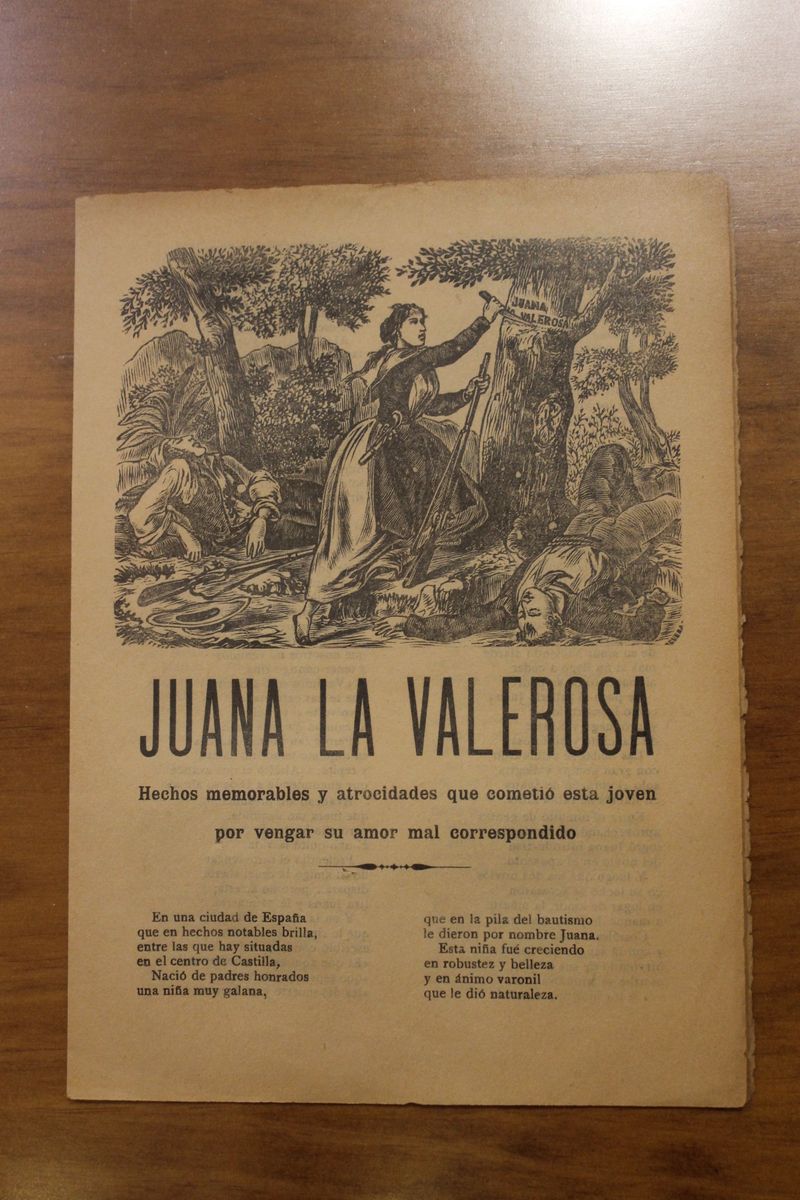 JUANA
VALEROSA
JUANA LA VALEROSA
Hechos memorables y atrocidades que cometió esta joven
por vengar su amor mal correspondido
En una ciudad de España
que en hechos notables brilla,
entre las que hay situadas
en el centro de Castilla,
Nació de padres honrados
una niña muy galana,
que en la pila del bautismo
le dieron por nombre Juana.
Esta niña fué creciendo
en robustez y belleza
y en ánimo varonil
que le dió naturaleza.